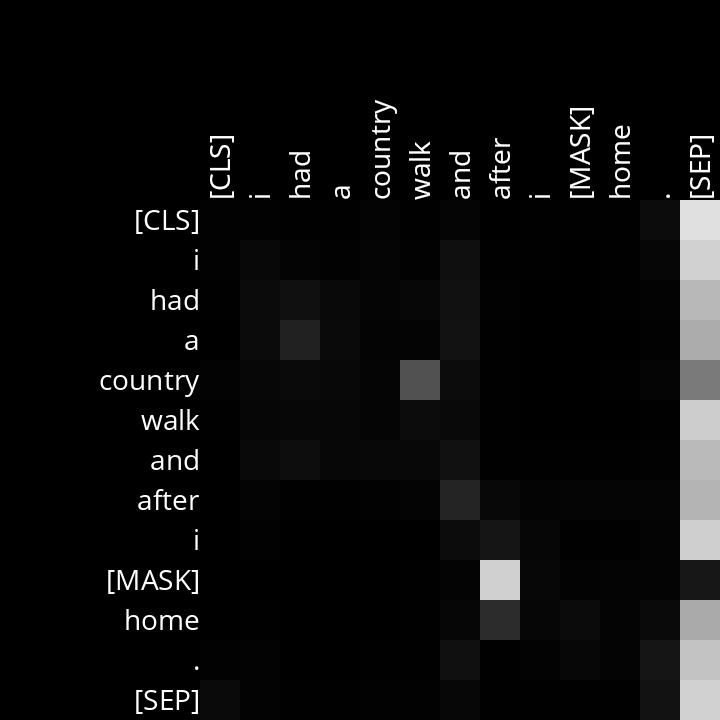 [CLS] i had a country walk and after i [MASK] home . [SEP]
[CLS]
i
had
a
country
walk
and
after
i
[MASK]
home
.
[SEP]